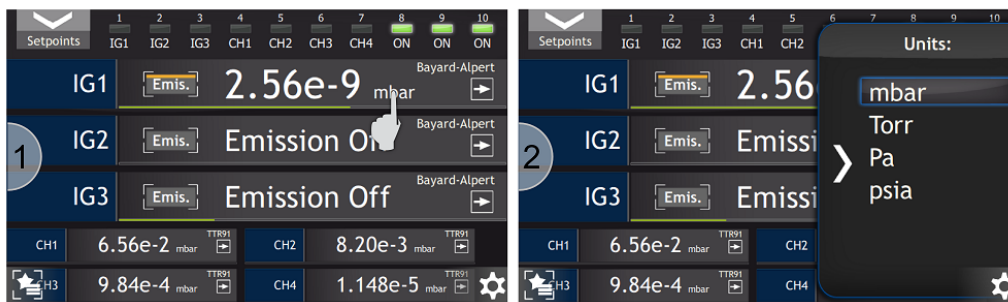 1 2 3 4 5 6 7 8 9 10
Setpoints IG1 IG2 IG3 CH1 CH2 CH3 CH4 ON ON ON
Bayard-Alpert
IG1 Emis. 2.56e-9 mbar
Bayard-Alpert
IG2 Emis. Emission Off
Bayard-Alpert
IG3 Emis. Emission Off
TTR91 TTR91
CH1 6.56e-2 mbar CH2 8.20e-3 mbar
TTR91 TTR91
CH3 9.84e-4 mbar CH4 1.148e-5 mbar
1
1 2 3 4 5 6 7 8 9 10
Setpoints IG1 IG2 IG3 CH1 CH2
IG1 Emis. 2.56
IG2 Emis. Emissi
IG3 Emis. Emissi
TTR91
CH1 6.56e-2 mbar CH2
TTR91
CH3 9.84e-4 mbar CH4
2
Units:
mbar
Torr
Pa
psia